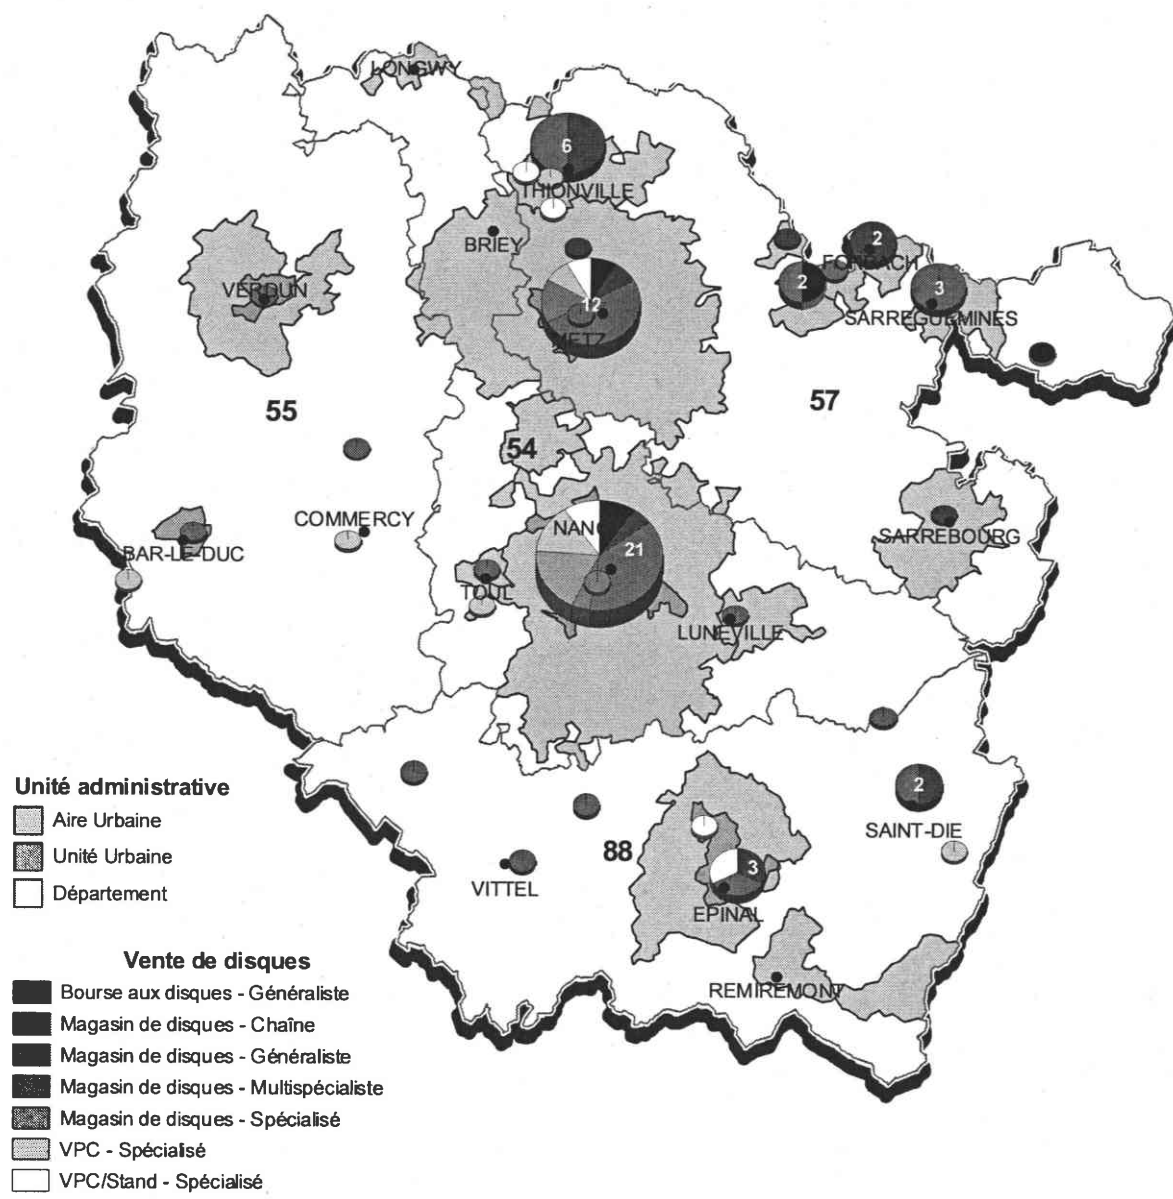 LONGWY
6
THIONVILLE
BRIEY
2
FORBACH
VERDUN
2
3
12
METZ
SARREGUEMINES
55
57
54
COMMERCY
NAN
21
SARREBOURG
BAR-LE-DUC
TOUL
LUNEVILLE
Unité administrative
Aire Urbaine
Unité Urbaine
Département
2
SAINT-DIE
88
3
VITTEL
EPINAL
REMIREMONT
Vente de disques
Bourse aux disques - Généraliste
Magasin de disques - Chaîne
Magasin de disques - Généraliste
Magasin de disques - Multispécialiste
Magasin de disques - Spécialisé
VPC - Spécialisé
VPC/Stand - Spécialisé